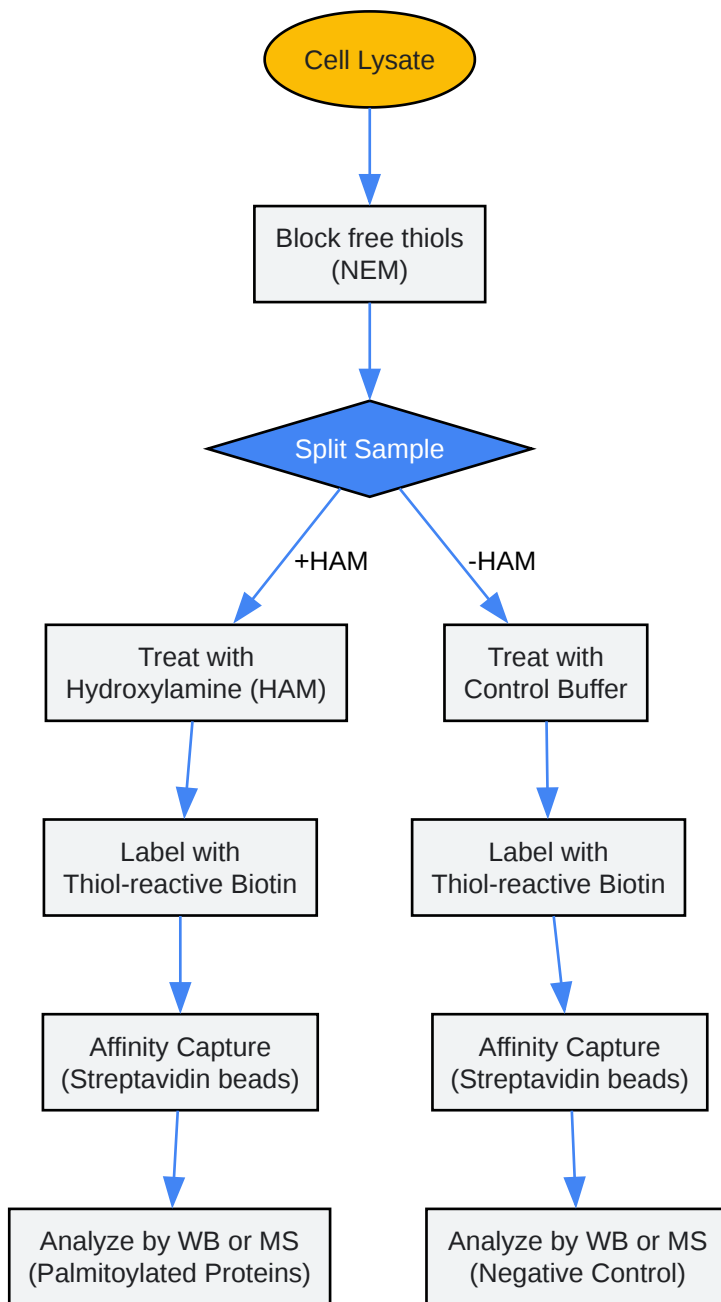 Cell Lysate
Block free thiols
(NEM)
Split Sample
+HAM
-HAM
Treat with
Hydroxylamine (HAM)
Treat with
Control Buffer
Label with
Thiol-reactive Biotin
Label with
Thiol-reactive Biotin
Affinity Capture
(Streptavidin beads)
Affinity Capture
(Streptavidin beads)
Analyze by WB or MS
(Palmitoylated Proteins)
Analyze by WB or MS
(Negative Control)